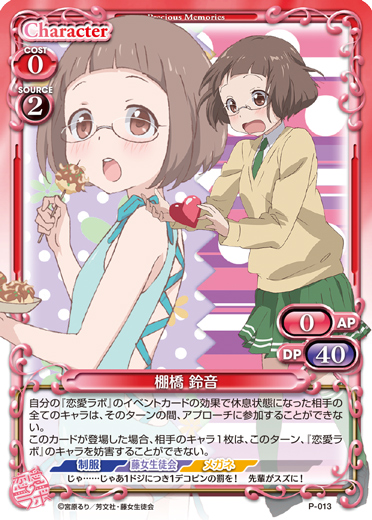 Precious Memories
Character
COST
0
SOURCE
2
0 AP
DP 40
棚橋 鈴音
自分の『恋愛ラボ』のイベントカードの効果で休息状態になった相手の
全てのキャラは、そのターンの間、アプローチに参加することができな
い。
このカードが登場した場合、相手のキャラ1枚は、このターン、『恋愛ラ
ボ』のキャラを妨害することができない。
制服 藤女生徒会 メガネ
じゃ……じゃあ1ドジにつき1デコピンの罰を! 先輩がスズに!
恋愛ラボ
©宮原るり/芳文社・藤女生徒会
P-013